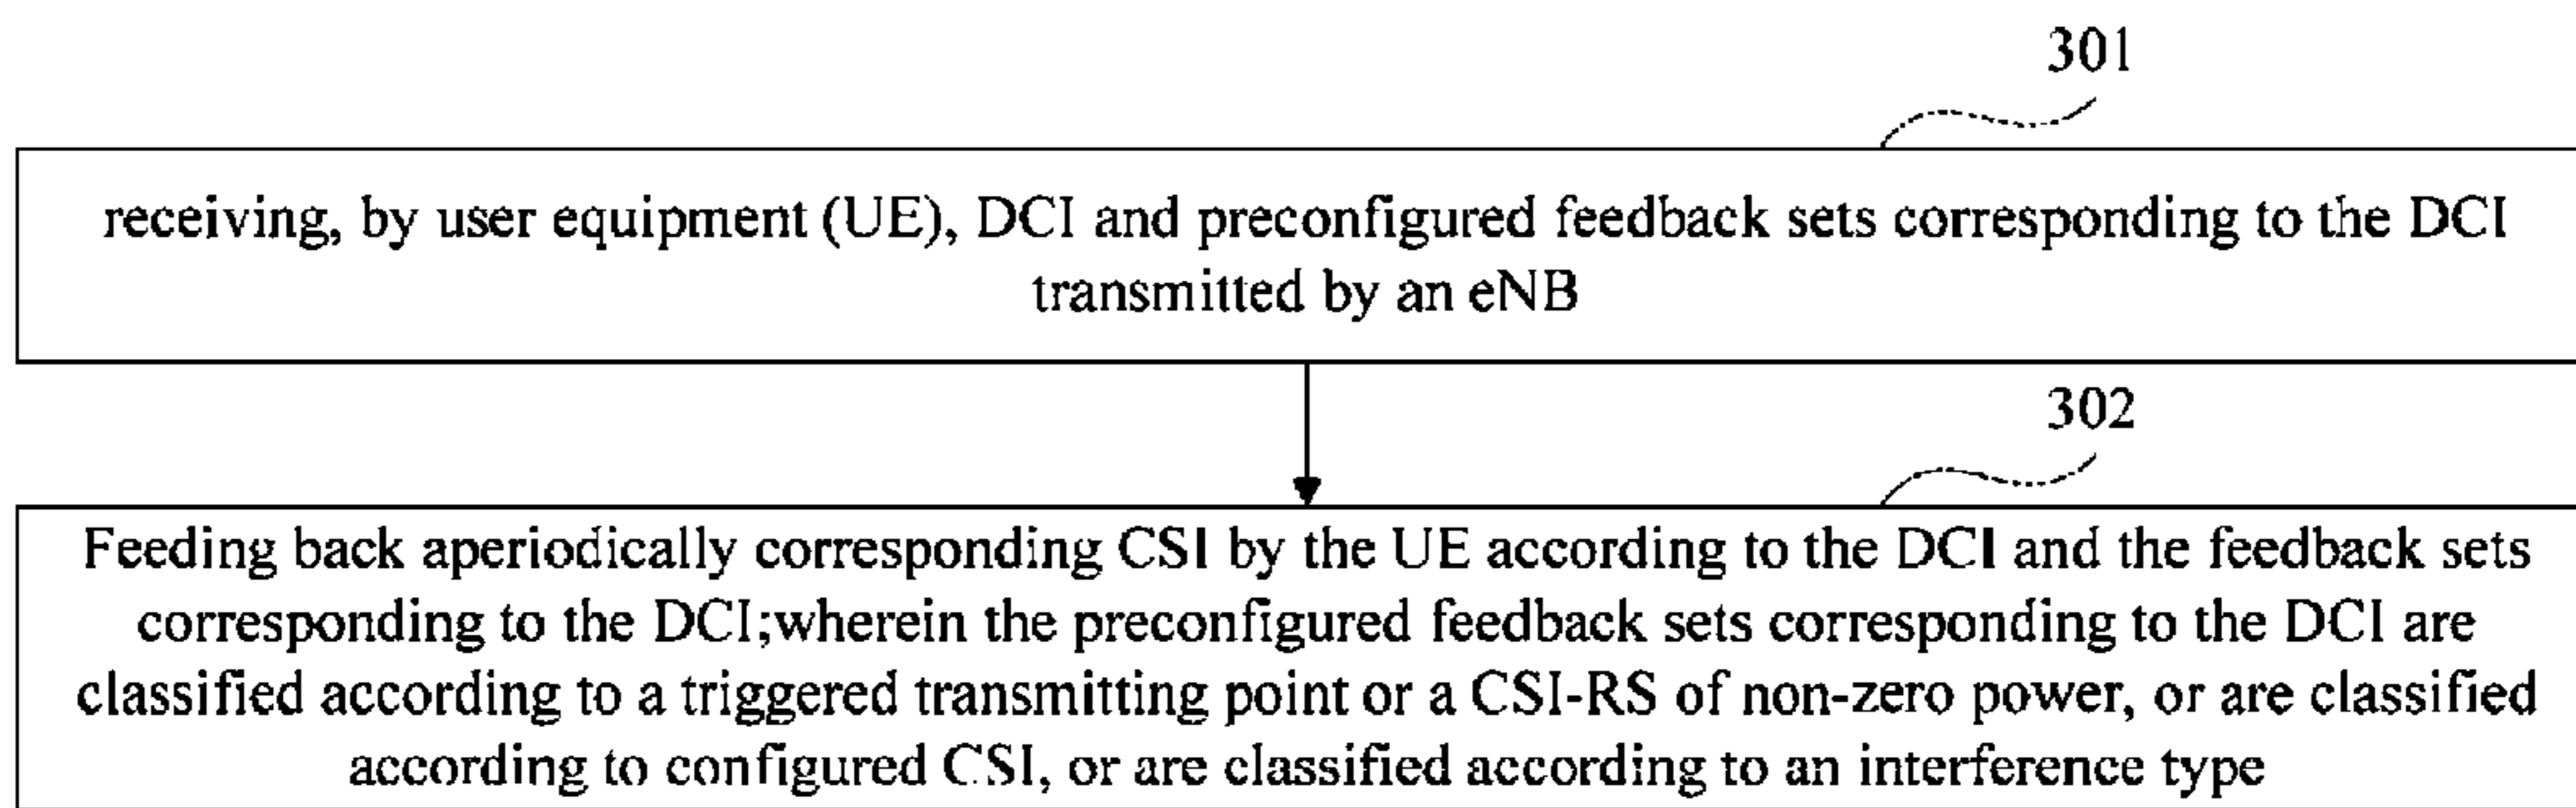 301
receiving, by user equipment (UE), DCI and preconfigured feedback sets corresponding to the DCI
transmitted by an eNB
302
Feeding back aperiodically corresponding CSI by the UE according to the DCI and the feedback sets
corresponding to the DCI;wherein the preconfigured feedback sets corresponding to the DCI are
classified according to a triggered transmitting point or a CSI-RS of non-zero power, or are classified
according to configured CSI, or are classified according to an interference type